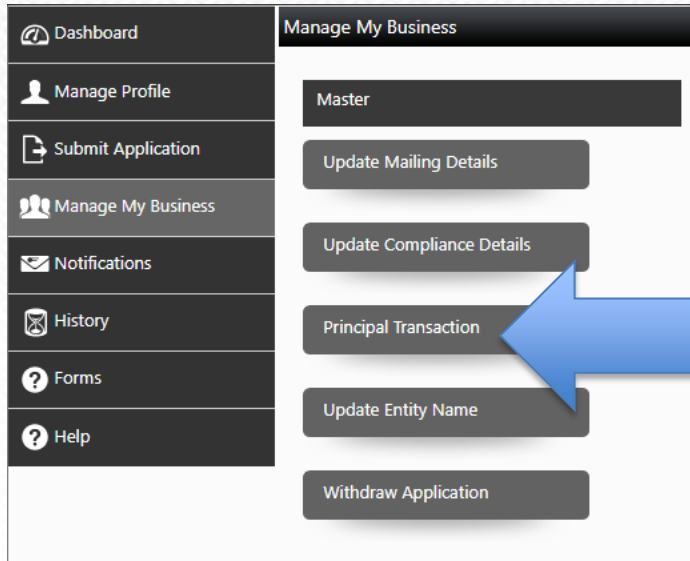 Dashboard
Manage Profile
Submit Application
Manage My Business
Notifications
History
Forms
Help
Manage My Business
Master
Update Mailing Details
Update Compliance Details
Principal Transaction
Update Entity Name
Withdraw Application